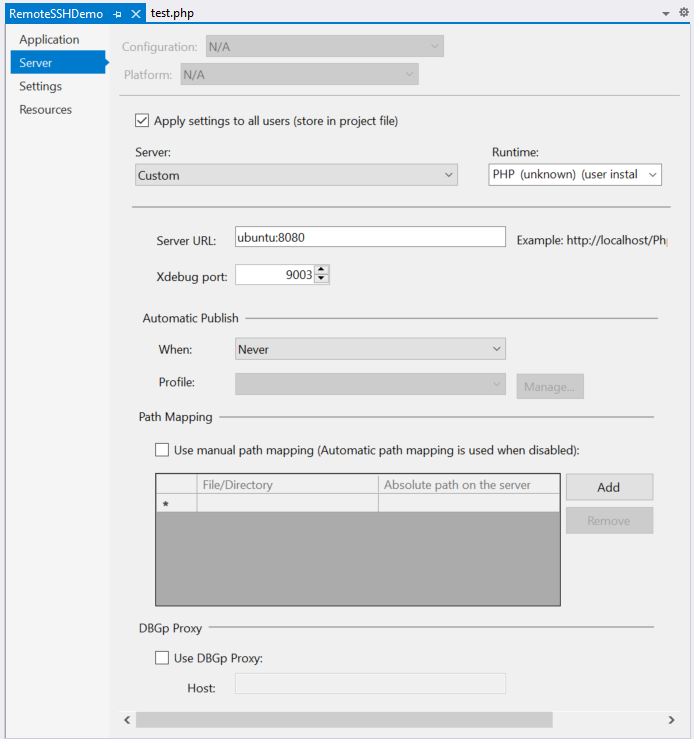 RemoteSSHDemo test.php
Application
Server
Settings
Resources
Configuration: N/A
Platform: N/A
Apply settings to all users (store in project file)
Server: Runtime:
Custom PHP (unknown) (user instal
Server URL: ubuntu:8080 Example: http://localhost/Ph
Xdebug port: 9003
Automatic Publish
When: Never
Profile: Manage...
Path Mapping
Use manual path mapping (Automatic path mapping is used when disabled):
File/Directory Absolute path on the server Add
* Remove
DBGp Proxy
Use DBGp Proxy:
Host: